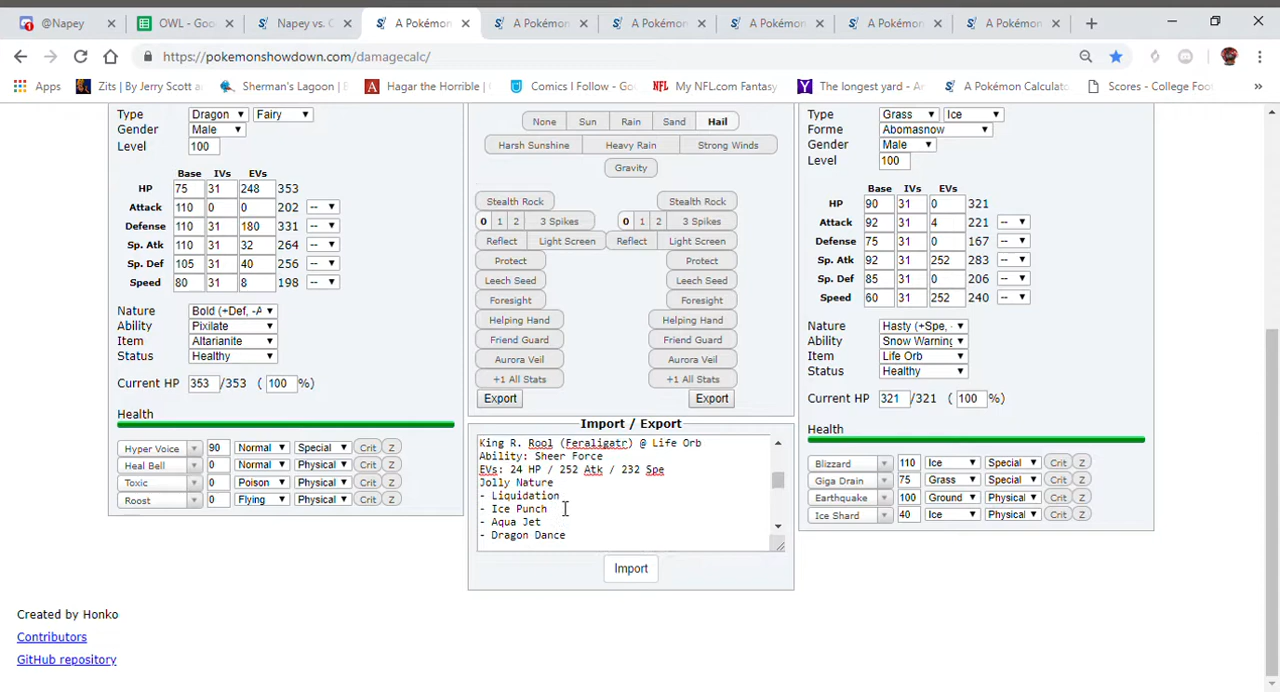 @Napey
OWL - Goo
Napey vs. C
A Pokémon
A Pokémon
A Pokémon
A Pokémon
A Pokémon
A Pokémon
https://pokemonshowdown.com/damagecalc/
Apps
Zits | By Jerry Scott a
Sherman's Lagoon | B
Hagar the Horrible |
Comics I Follow - Go
My NFL.com Fantasy
The longest yard - A
A Pokémon Calculato
Scores - College Foo
»
Type Dragon Fairy
Gender Male
Level 100
Base IVs EVs
HP 75 31 248 353
Attack 110 0 0 202 --
Defense 110 31 180 331 --
Sp. Atk 110 31 32 264 --
Sp. Def 105 31 40 256 --
Speed 80 31 8 198 --
Nature Bold (+Def, -A
Ability Pixilate
Item Altarianite
Status Healthy
Current HP 353 /353 ( 100 %)
Health
Hyper Voice 90 Normal Special Crit Z
Heal Bell 0 Normal Physical Crit Z
Toxic 0 Poison Physical Crit Z
Roost 0 Flying Physical Crit Z
None Sun Rain Sand Hail
Harsh Sunshine Heavy Rain Strong Winds
Gravity
Stealth Rock Stealth Rock
0 1 2 3 Spikes 0 1 2 3 Spikes
Reflect Light Screen Reflect Light Screen
Protect Protect
Leech Seed Leech Seed
Foresight Foresight
Helping Hand Helping Hand
Friend Guard Friend Guard
Aurora Veil Aurora Veil
+1 All Stats +1 All Stats
Export Export
Import / Export
King R. Rool (Feraligatr) @ Life Orb
Ability: Sheer Force
EVs: 24 HP / 252 Atk / 232 Spe
Jolly Nature
- Liquidation
- Ice Punch
- Aqua Jet
- Dragon Dance
Import
Type Grass Ice
Forme Abomasnow
Gender Male
Level 100
Base IVs EVs
HP 90 31 0 321
Attack 92 31 4 221 --
Defense 75 31 0 167 --
Sp. Atk 92 31 252 283 --
Sp. Def 85 31 0 206 --
Speed 60 31 252 240 --
Nature Hasty (+Spe, -
Ability Snow Warning
Item Life Orb
Status Healthy
Current HP 321 /321 ( 100 %)
Health
Blizzard 110 Ice Special Crit Z
Giga Drain 75 Grass Special Crit Z
Earthquake 100 Ground Physical Crit Z
Ice Shard 40 Ice Physical Crit Z
Created by Honko
Contributors
GitHub repository